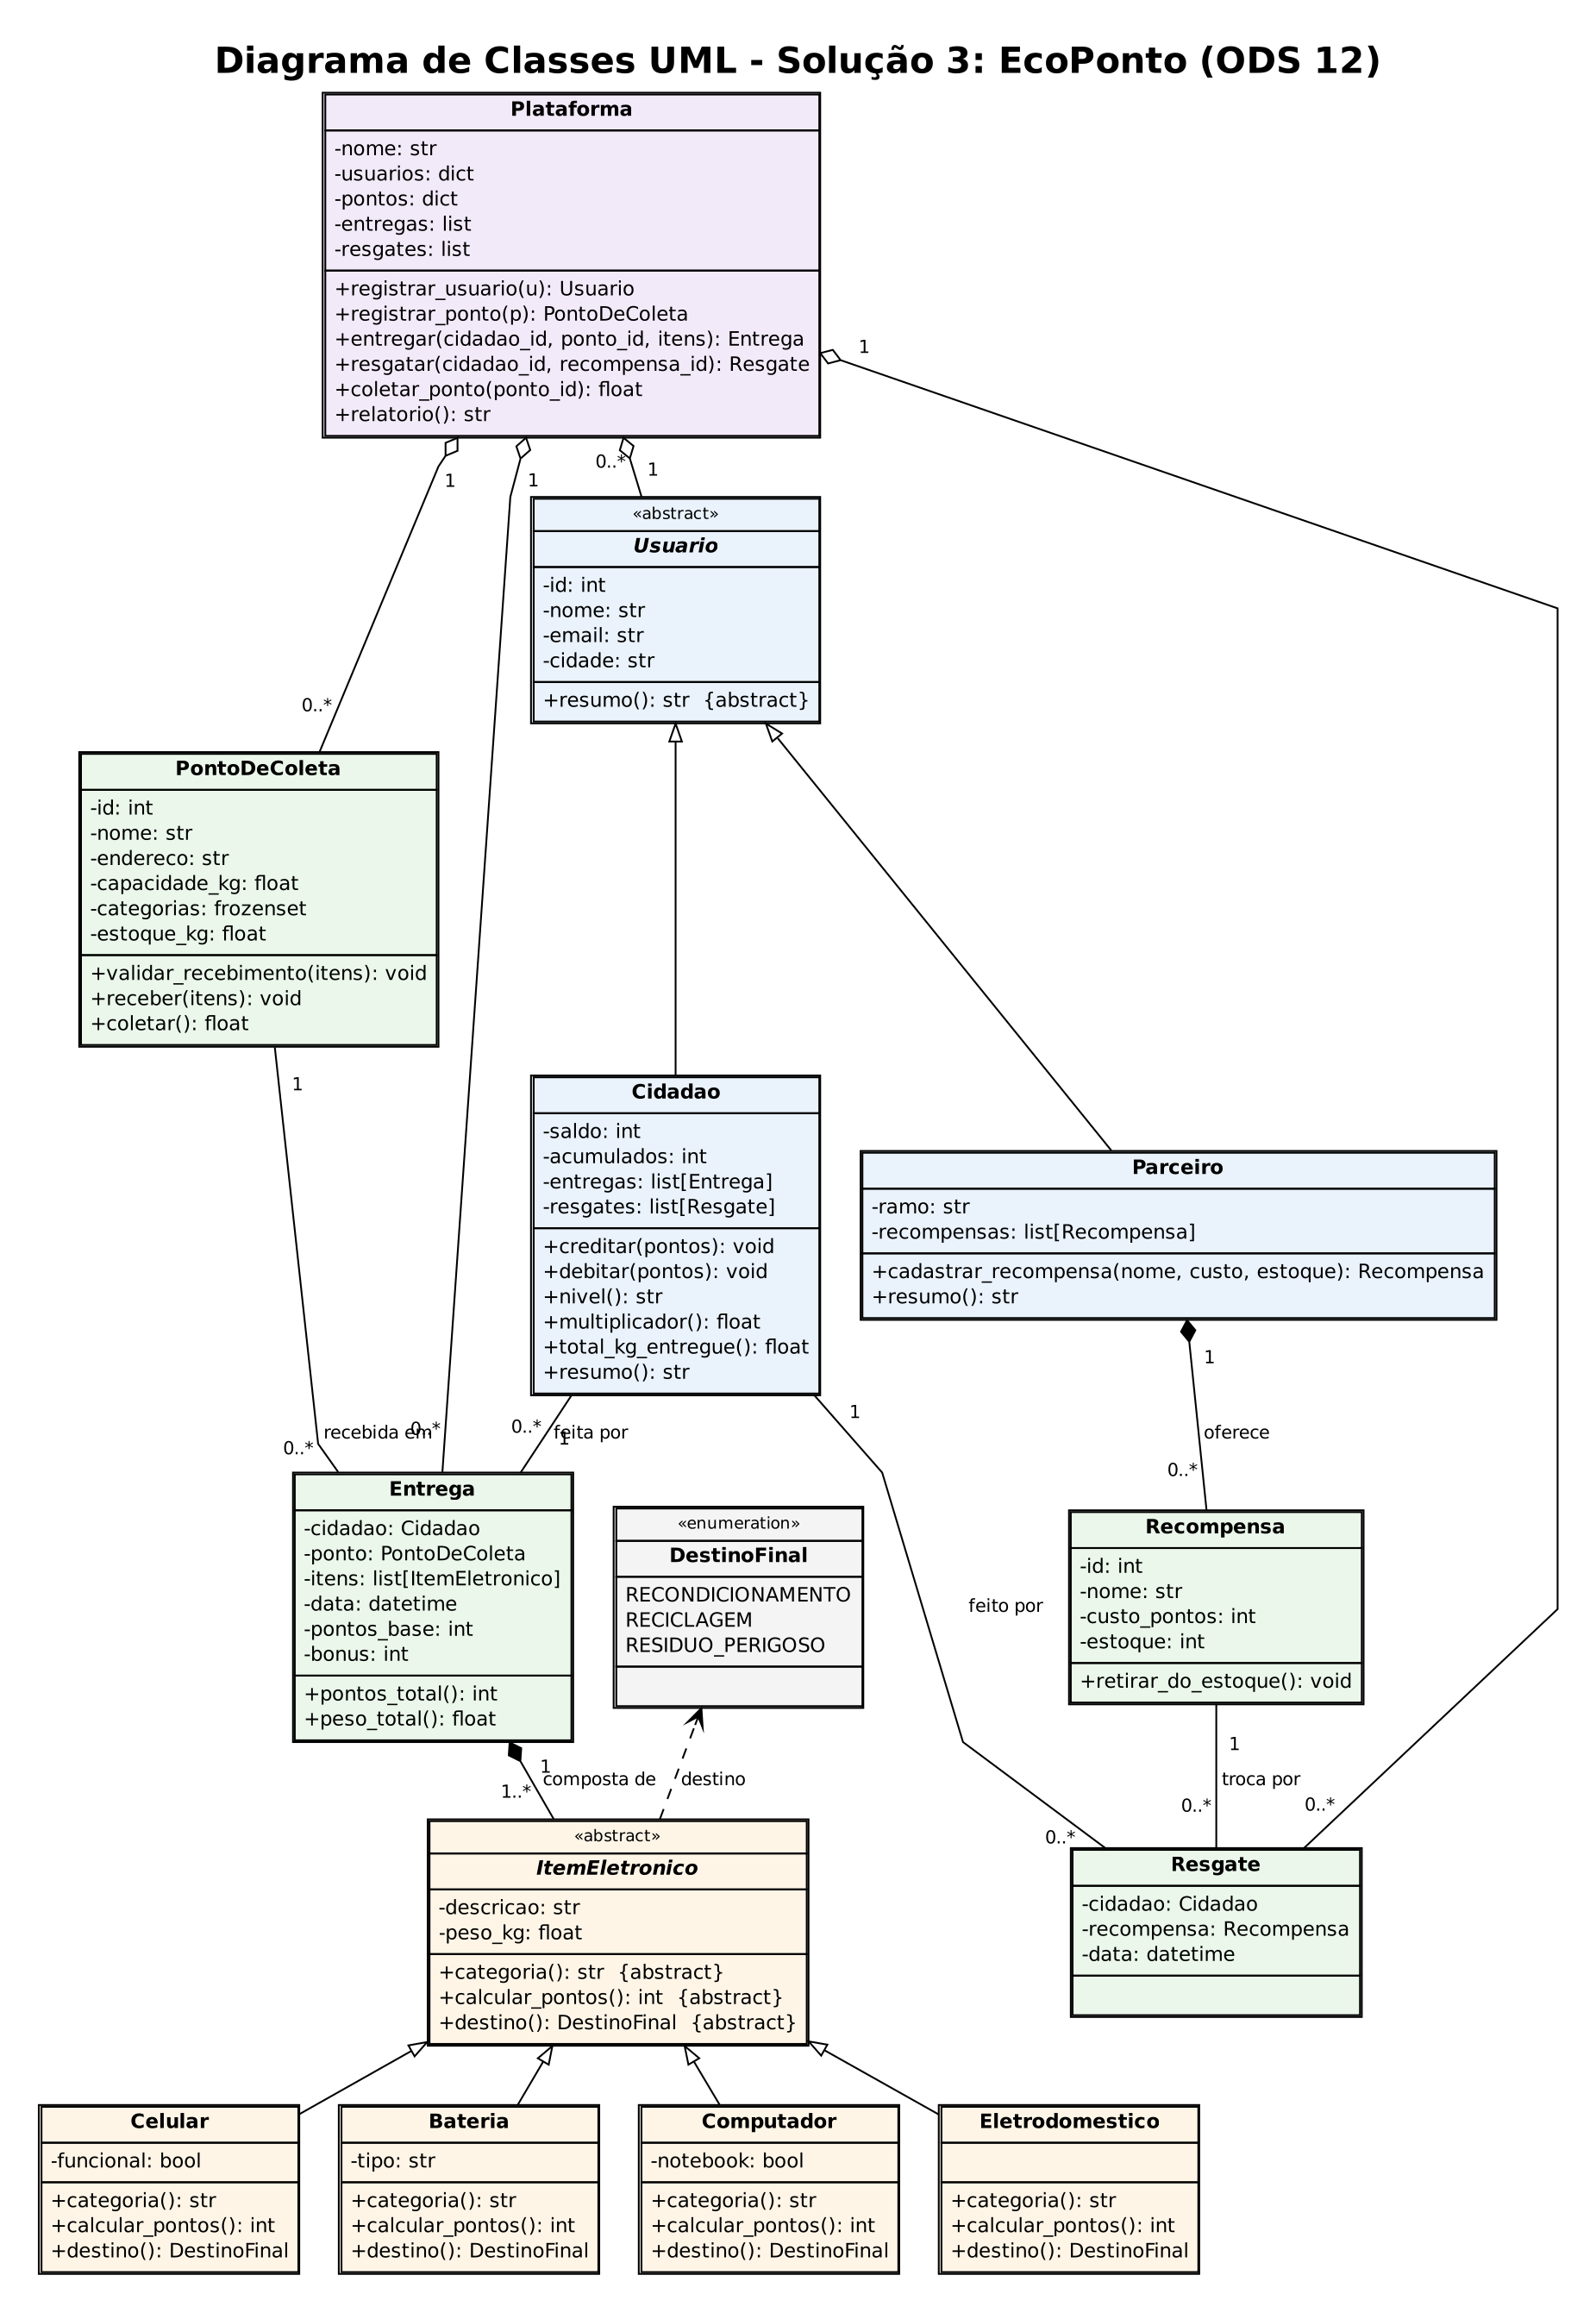 Diagrama de Classes UML - Solução 3: EcoPonto (ODS 12)
Plataforma
-nome: str
-usuarios: dict
-pontos: dict
-entregas: list
-resgates: list
+registrar_usuario(u): Usuario
+registrar_ponto(p): PontoDeColeta
+entregar(cidadao_id, ponto_id, itens): Entrega
+resgatar(cidadao_id, recompensa_id): Resgate
+coletar_ponto(ponto_id): float
+relatorio(): str
1
1
1
0..*
1
«abstract»
Usuario
-id: int
-nome: str
-email: str
-cidade: str
+resumo(): str {abstract}
0..*
PontoDeColeta
-id: int
-nome: str
-endereco: str
-capacidade_kg: float
-categorias: frozenset
-estoque_kg: float
+validar_recebimento(itens): void
+receber(itens): void
+coletar(): float
1
Cidadao
-saldo: int
-acumulados: int
-entregas: list[Entrega]
-resgates: list[Resgate]
+creditar(pontos): void
+debitar(pontos): void
+nivel(): str
+multiplicador(): float
+total_kg_entregue(): float
+resumo(): str
Parceiro
-ramo: str
-recompensas: list[Recompensa]
+cadastrar_recompensa(nome, custo, estoque): Recompensa
+resumo(): str
1
oferece
0..*
1
0..*
recebida em
0..*
0..*
feita por
1
Entrega
-cidadao: Cidadao
-ponto: PontoDeColeta
-itens: list[ItemEletronico]
-data: datetime
-pontos_base: int
-bonus: int
+pontos_total(): int
+peso_total(): float
«enumeration»
DestinoFinal
RECONDICIONAMENTO
RECICLAGEM
RESIDUO_PERIGOSO
feito por
Recompensa
-id: int
-nome: str
-custo_pontos: int
-estoque: int
+retirar_do_estoque(): void
1
composta de
1..*
destino
1
troca por
0..*
0..*
0..*
«abstract»
ItemEletronico
-descricao: str
-peso_kg: float
+categoria(): str {abstract}
+calcular_pontos(): int {abstract}
+destino(): DestinoFinal {abstract}
Resgate
-cidadao: Cidadao
-recompensa: Recompensa
-data: datetime
Celular
-funcional: bool
+categoria(): str
+calcular_pontos(): int
+destino(): DestinoFinal
Bateria
-tipo: str
+categoria(): str
+calcular_pontos(): int
+destino(): DestinoFinal
Computador
-notebook: bool
+categoria(): str
+calcular_pontos(): int
+destino(): DestinoFinal
Eletrodomestico
+categoria(): str
+calcular_pontos(): int
+destino(): DestinoFinal